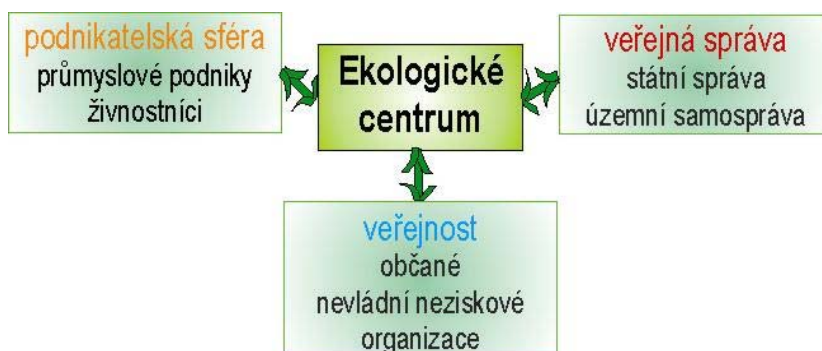 podnikatelská sféra
průmyslové podniky
živnostníci
Ekologické
centrum
veřejná správa
státní správa
územní samospráva
veřejnost
občané
nevládní neziskové
organizace